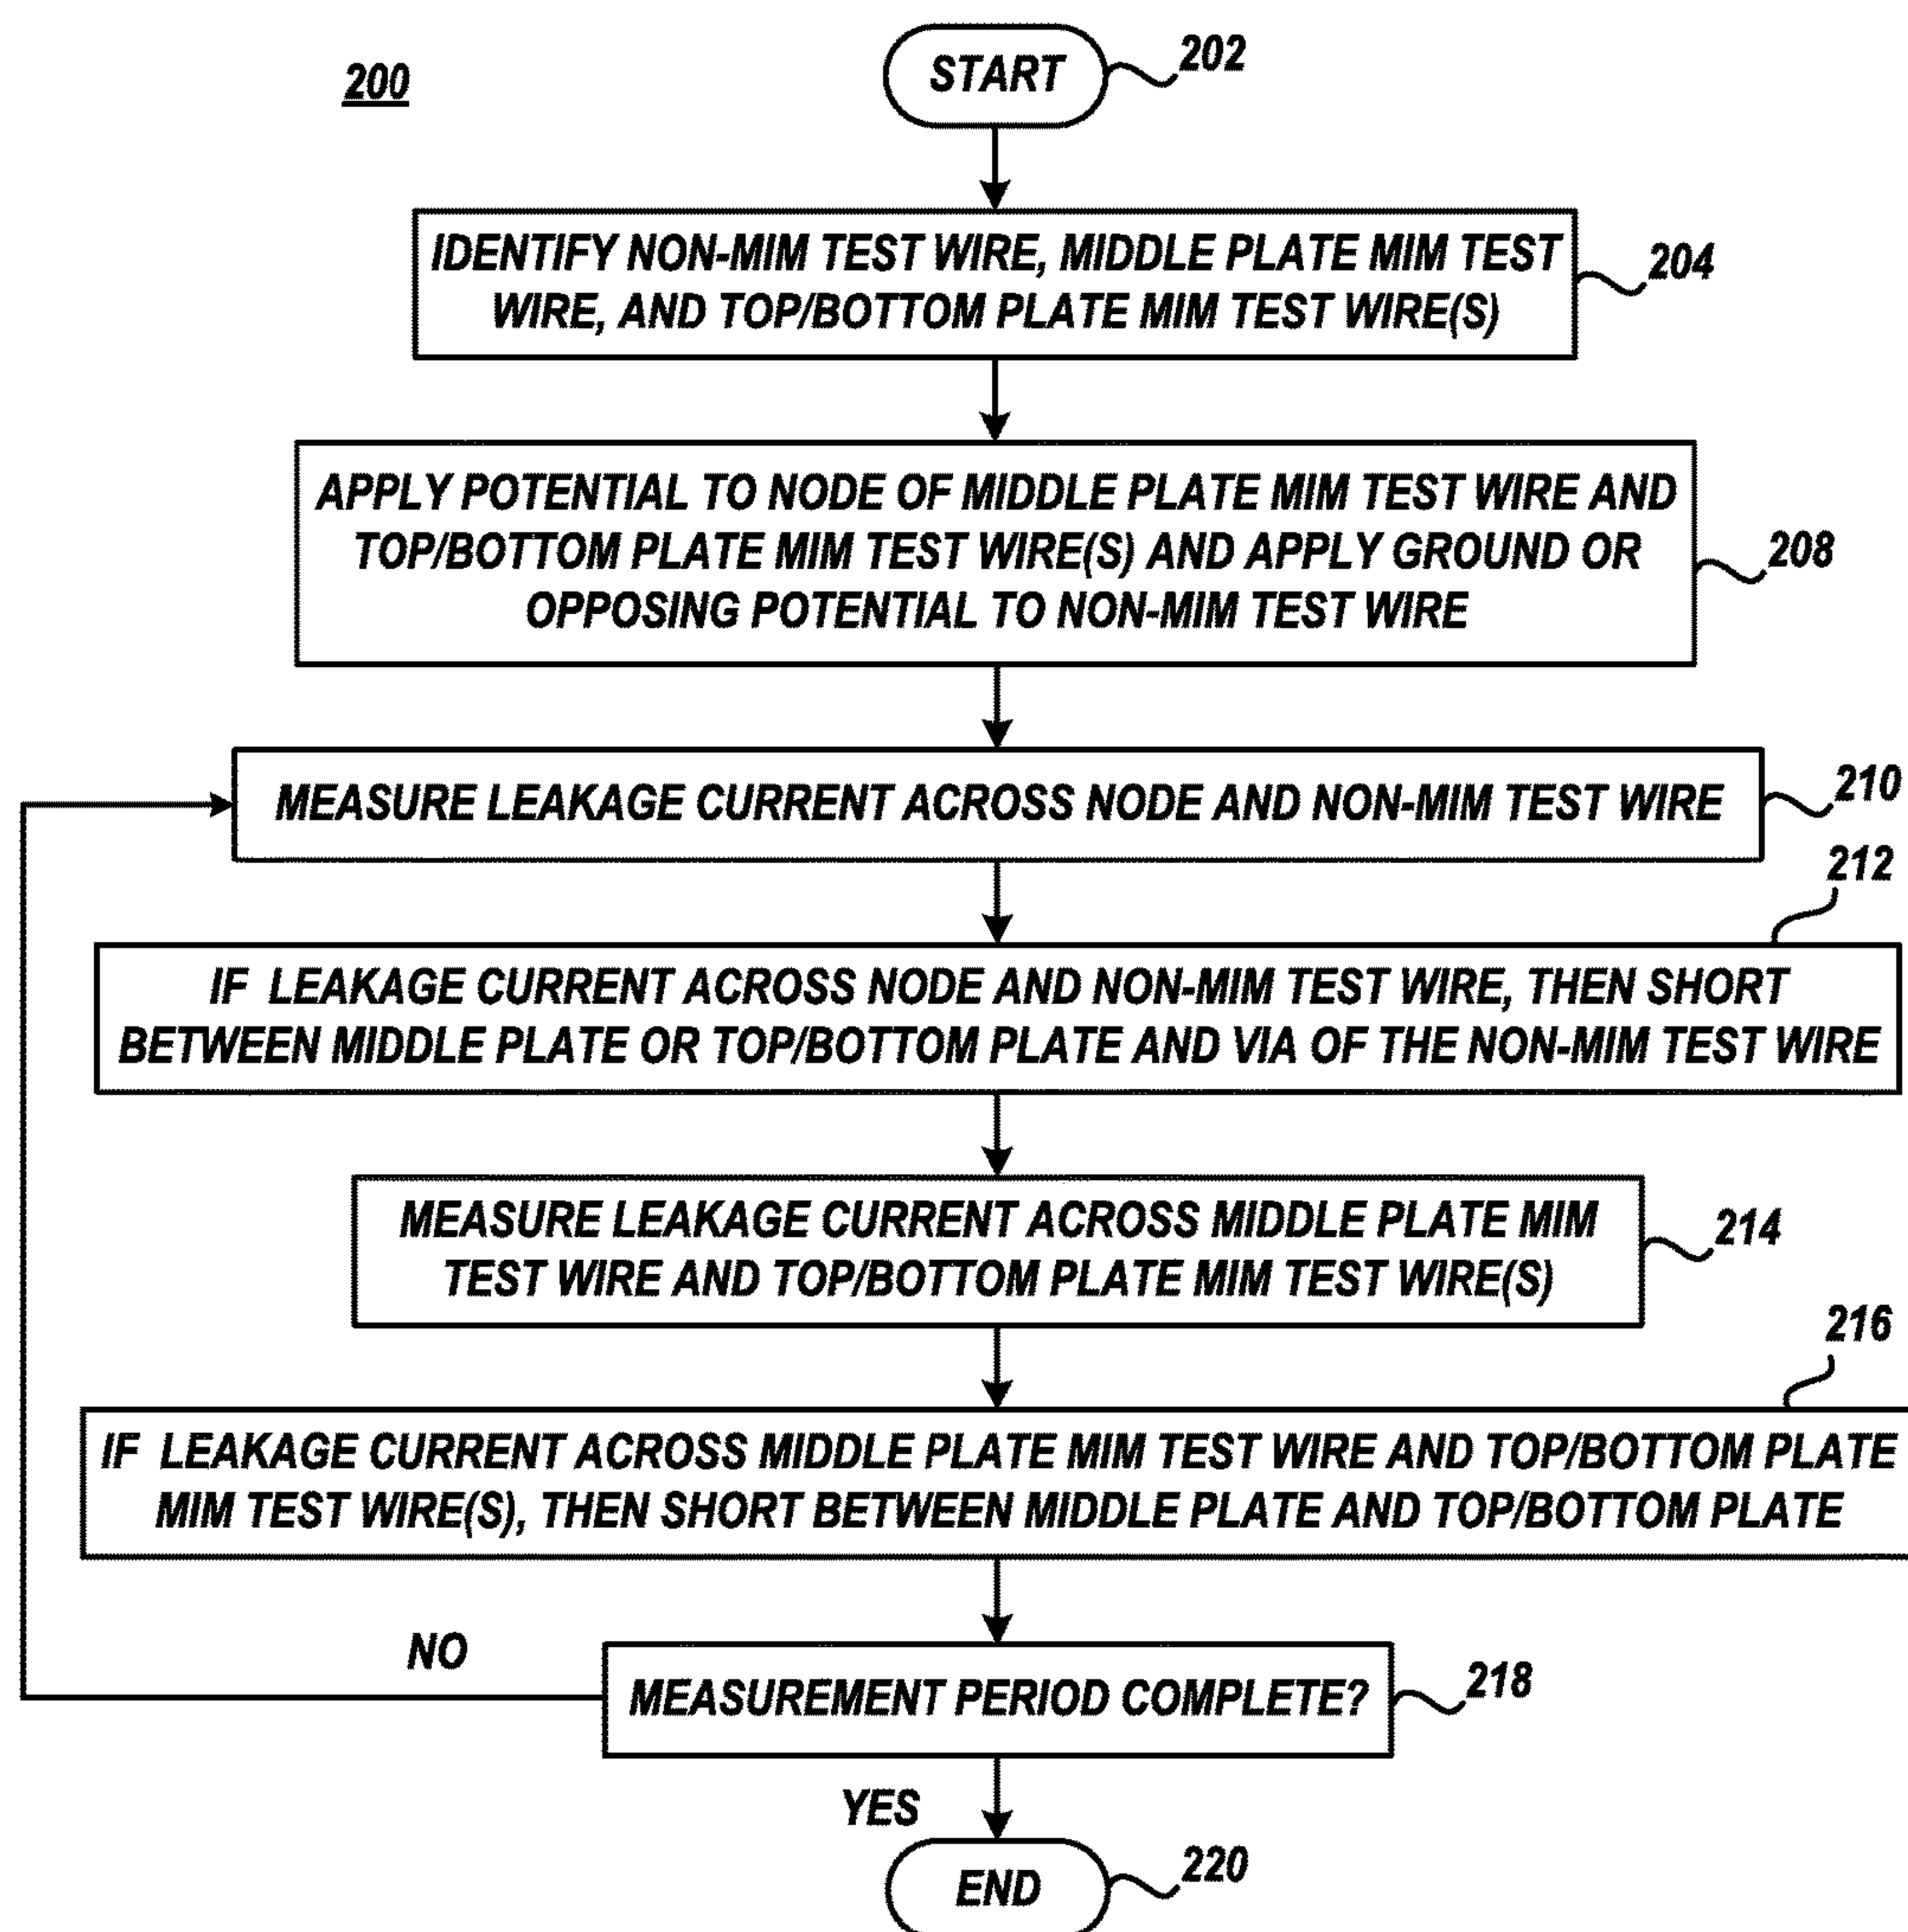 200
START
202
IDENTIFY NON-MIM TEST WIRE, MIDDLE PLATE MIM TEST
WIRE, AND TOP/BOTTOM PLATE MIM TEST WIRE(S)
204
APPLY POTENTIAL TO NODE OF MIDDLE PLATE MIM TEST WIRE AND
TOP/BOTTOM PLATE MIM TEST WIRE(S) AND APPLY GROUND OR
OPPOSING POTENTIAL TO NON-MIM TEST WIRE
208
MEASURE LEAKAGE CURRENT ACROSS NODE AND NON-MIM TEST WIRE
210
212
IF LEAKAGE CURRENT ACROSS NODE AND NON-MIM TEST WIRE, THEN SHORT
BETWEEN MIDDLE PLATE OR TOP/BOTTOM PLATE AND VIA OF THE NON-MIM TEST WIRE
MEASURE LEAKAGE CURRENT ACROSS MIDDLE PLATE MIM
TEST WIRE AND TOP/BOTTOM PLATE MIM TEST WIRE(S)
214
216
IF LEAKAGE CURRENT ACROSS MIDDLE PLATE MIM TEST WIRE AND TOP/BOTTOM PLATE
MIM TEST WIRE(S), THEN SHORT BETWEEN MIDDLE PLATE AND TOP/BOTTOM PLATE
NO
MEASUREMENT PERIOD COMPLETE?
218
YES
END
220